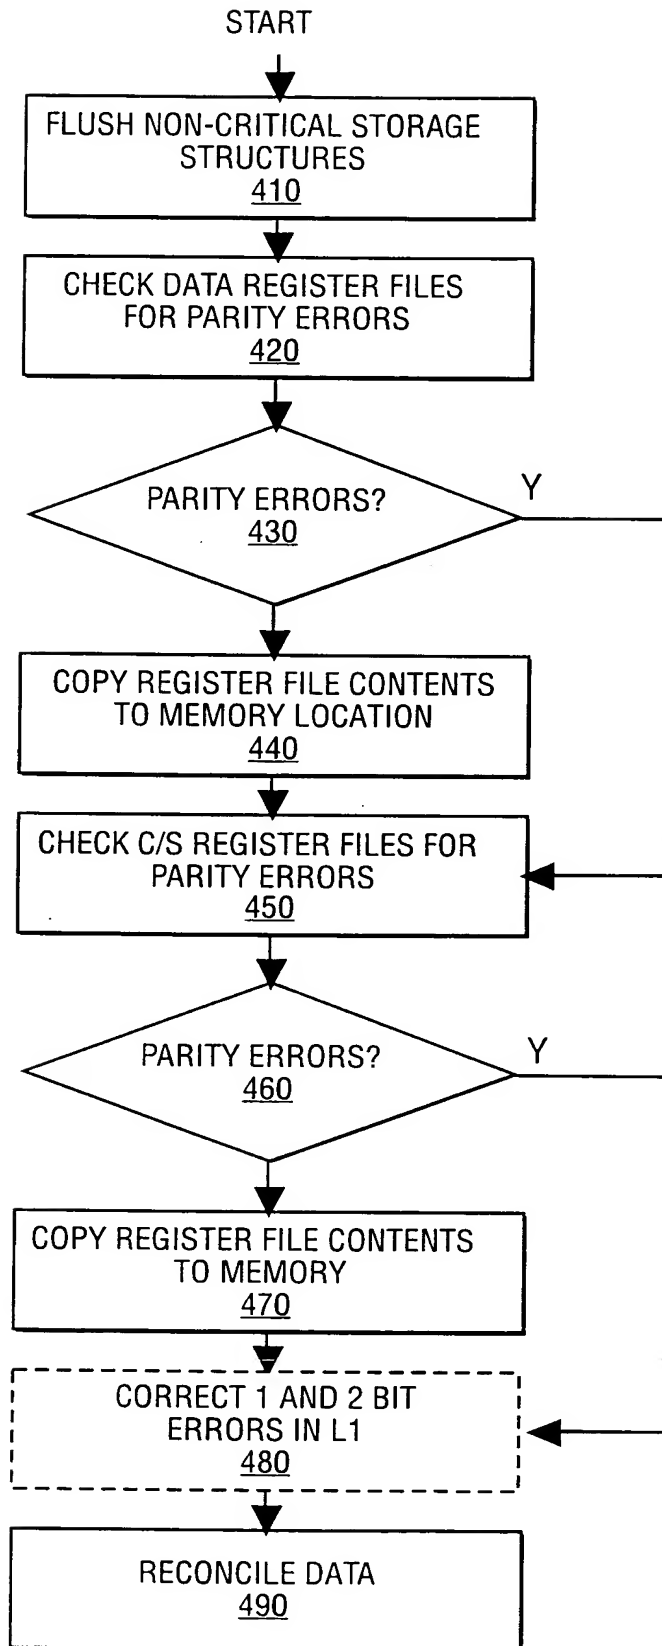 START
FLUSH NON-CRITICAL STORAGE
STRUCTURES
410
CHECK DATA REGISTER FILES
FOR PARITY ERRORS
420
PARITY ERRORS?
430
Y
COPY REGISTER FILE CONTENTS
TO MEMORY LOCATION
440
CHECK C/S REGISTER FILES FOR
PARITY ERRORS
450
PARITY ERRORS?
460
Y
COPY REGISTER FILE CONTENTS
TO MEMORY
470
CORRECT 1 AND 2 BIT
ERRORS IN L1
480
RECONCILE DATA
490